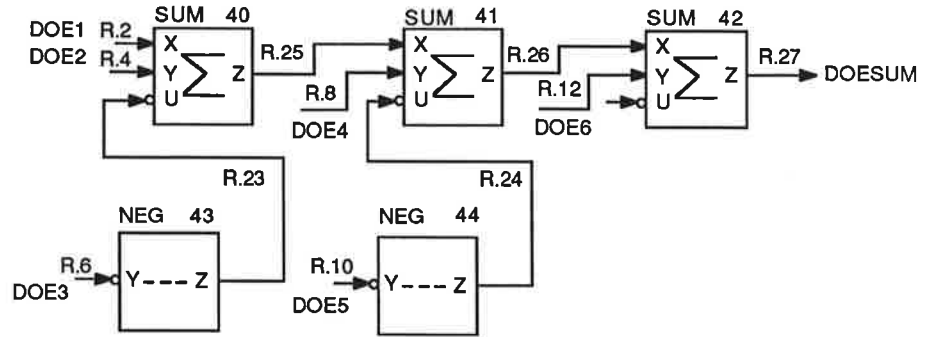 SUM 40
SUM 41
SUM 42
DOE1 R.2
DOE2 R.4
X
Y Z
U
R.25
R.8
DOE4
X
Y Z
U
R.26
R.12
DOE6
X
Y Z
U
R.27
DOESUM
R.23
R.24
NEG 43
NEG 44
R.6
DOE3
Y---- Z
R.10
DOE5
Y---- Z